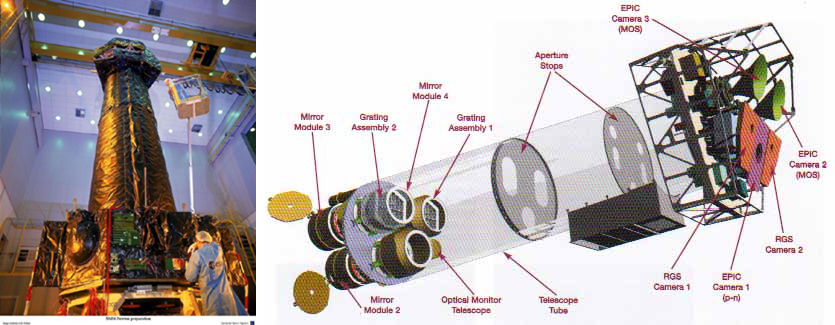 EPIC
Camera 3
(MOS)
Aperture
Stops
Mirror
Module 4
Mirror
Module 3
Grating
Assembly 2
Grating
Assembly 1
EPIC
Camera 2
(MOS)
RGS
Camera 2
RGS
Camera 1
EPIC
Camera 1
(p-n)
Mirror
Module 2
Optical Monitor
Telescope
Telescope
Tube